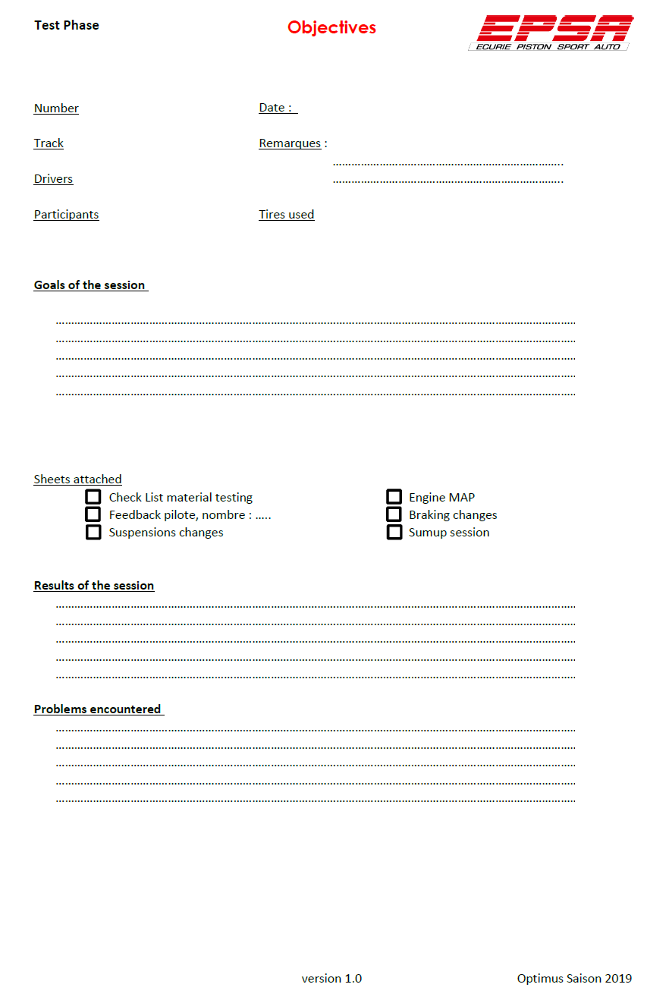 Test Phase
Objectives
EPSA
ECURIE PISTON SPORT AUTO
Number
Date :
Track
Remarques :
……………………………………………………………..
Drivers
……………………………………………………………..
Participants
Tires used
Goals of the session
…………………………………………………………………………………………………………………………………………………..
…………………………………………………………………………………………………………………………………………………..
…………………………………………………………………………………………………………………………………………………..
…………………………………………………………………………………………………………………………………………………..
…………………………………………………………………………………………………………………………………………………..
Sheets attached
Check List material testing
Engine MAP
Feedback pilote, nombre : …..
Braking changes
Suspensions changes
Sumup session
Results of the session
…………………………………………………………………………………………………………………………………………………..
…………………………………………………………………………………………………………………………………………………..
…………………………………………………………………………………………………………………………………………………..
…………………………………………………………………………………………………………………………………………………..
…………………………………………………………………………………………………………………………………………………..
Problems encountered
…………………………………………………………………………………………………………………………………………………..
…………………………………………………………………………………………………………………………………………………..
…………………………………………………………………………………………………………………………………………………..
…………………………………………………………………………………………………………………………………………………..
…………………………………………………………………………………………………………………………………………………..
version 1.0
Optimus Saison 2019